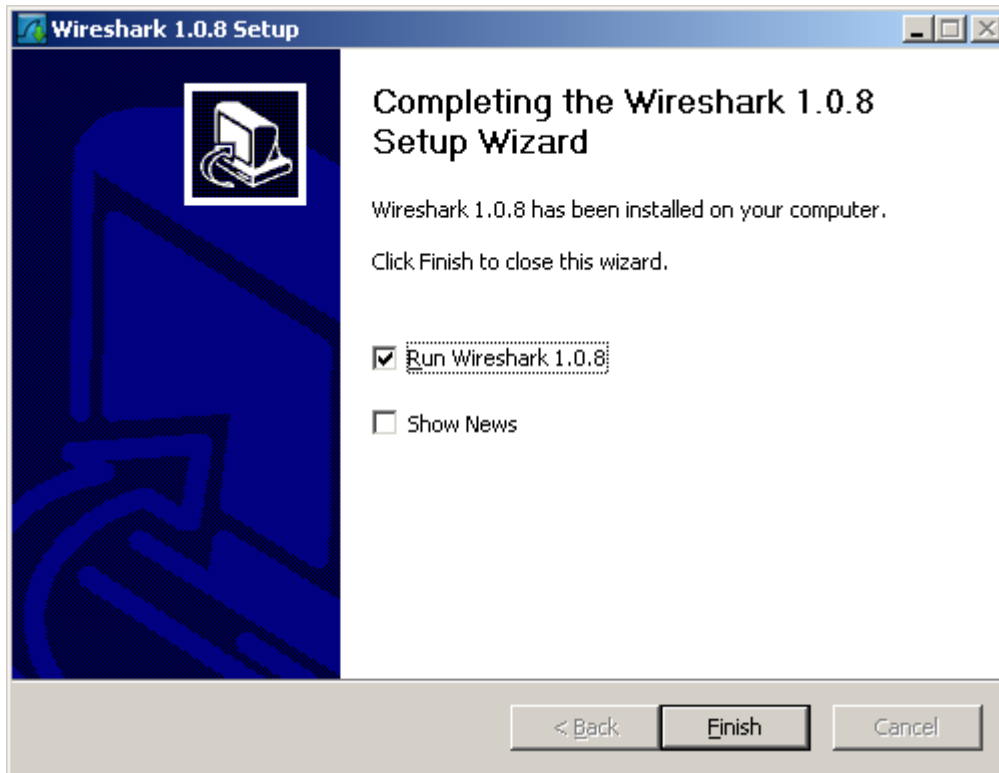 Wireshark 1.0.8 Setup
Completing the Wireshark 1.0.8
Setup Wizard
Wireshark 1.0.8 has been installed on your computer.
Click Finish to close this wizard.
Run Wireshark 1.0.8
Show News
< Back
Finish
Cancel